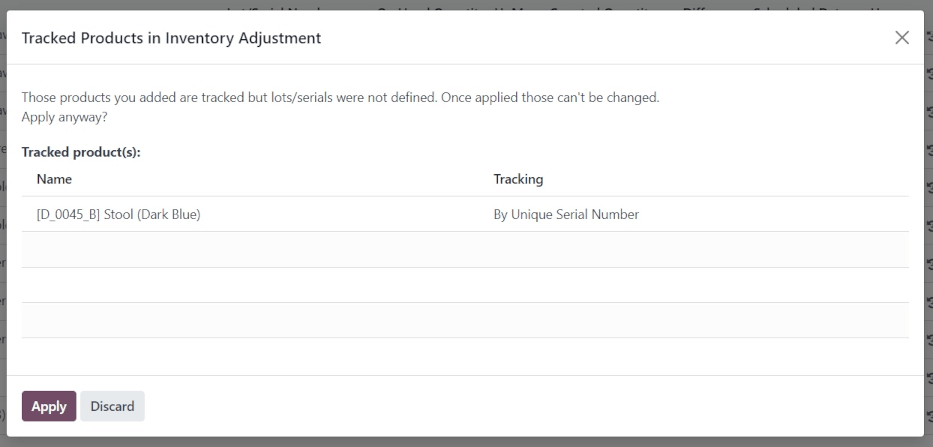 Tracked Products in Inventory Adjustment
Those products you added are tracked but lots/serials were not defined. Once applied those can't be changed.
Apply anyway?
Tracked product(s):
Name Tracking
[D_0045_B] Stool (Dark Blue) By Unique Serial Number
Apply Discard